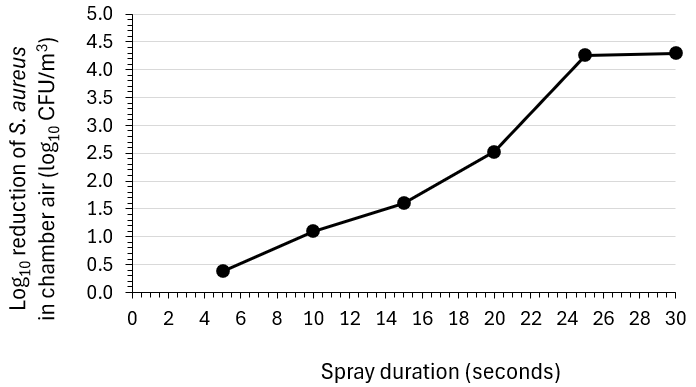 Log₁₀ reduction of S. aureus
in chamber air (log₁₀ CFU/m³)
5.0
4.5
4.0
3.5
3.0
2.5
2.0
1.5
1.0
0.5
0.0
0 2 4 6 8 10 12 14 16 18 20 22 24 26 28 30
Spray duration (seconds)